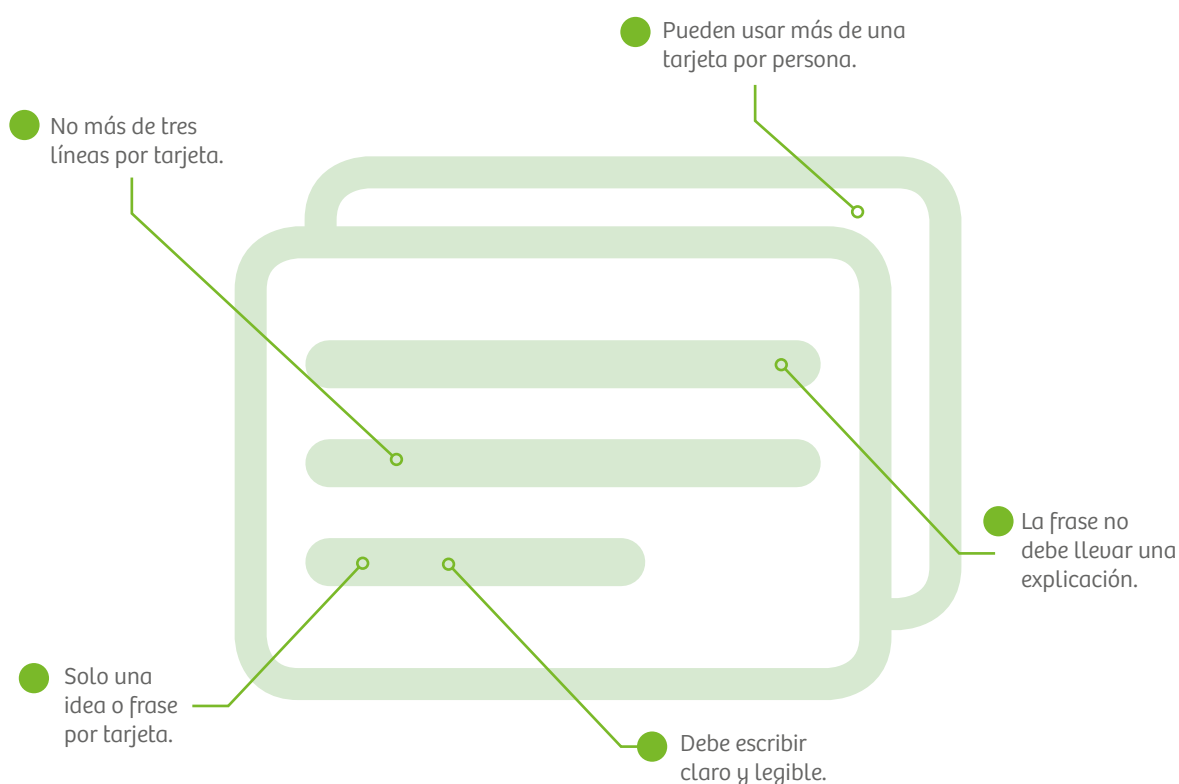 Pueden usar más de una
tarjeta por persona.
No más de tres
líneas por tarjeta.
La frase no
debe llevar una
explicación.
Solo una
idea o frase
por tarjeta.
Debe escribir
claro y legible.